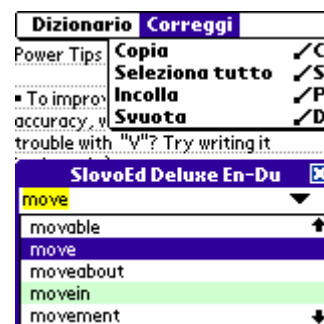 Dizionario Correggi
Power Tips
Copia ✓C
Seleziona tutto ✓S
Incolla ✓P
Svuota ✓D
▪ To improv
accuracy, v
trouble with "V"? Try writing it
SlovoEd Deluxe En-Du
move
movable
move
moveabout
movein
movement